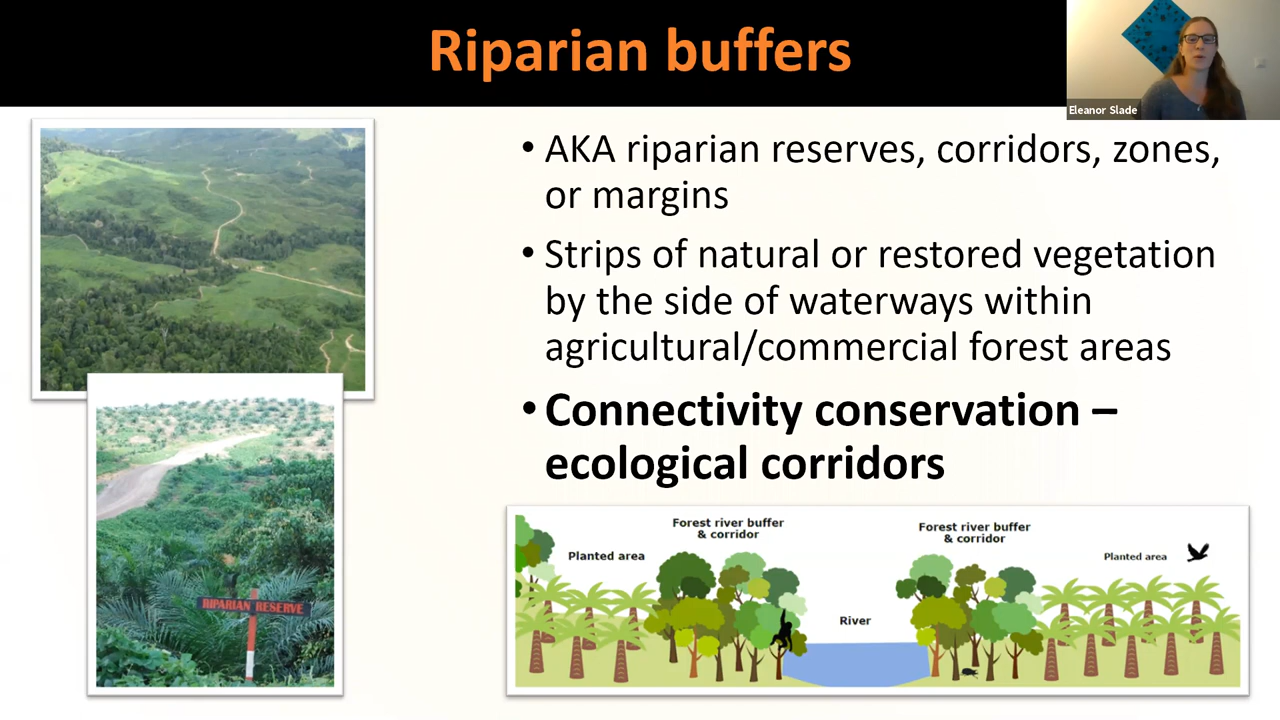 Riparian buffers
Eleanor Slade
• AKA riparian reserves, corridors, zones,
or margins
• Strips of natural or restored vegetation
by the side of waterways within
agricultural/commercial forest areas
• Connectivity conservation –
ecological corridors
RIPARIAN RESERVE
Forest river buffer
& corridor
Forest river buffer
& corridor
Planted area
Planted area
River